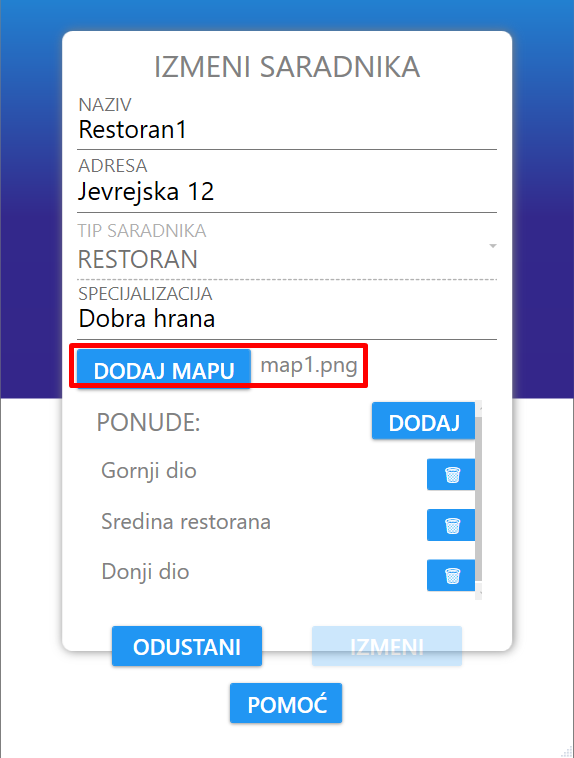 IZMENI SARADNIKA
NAZIV
Restoran1
ADRESA
Jevrejska 12
TIP SARADNIKA
RESTORAN
SPECIJALIZACIJA
Dobra hrana
DODAJ MAPU map1.png
PONUDE: DODAJ
Gornji dio
Sredina restorana
Donji dio
ODUSTANI IZMENI
POMOĆ